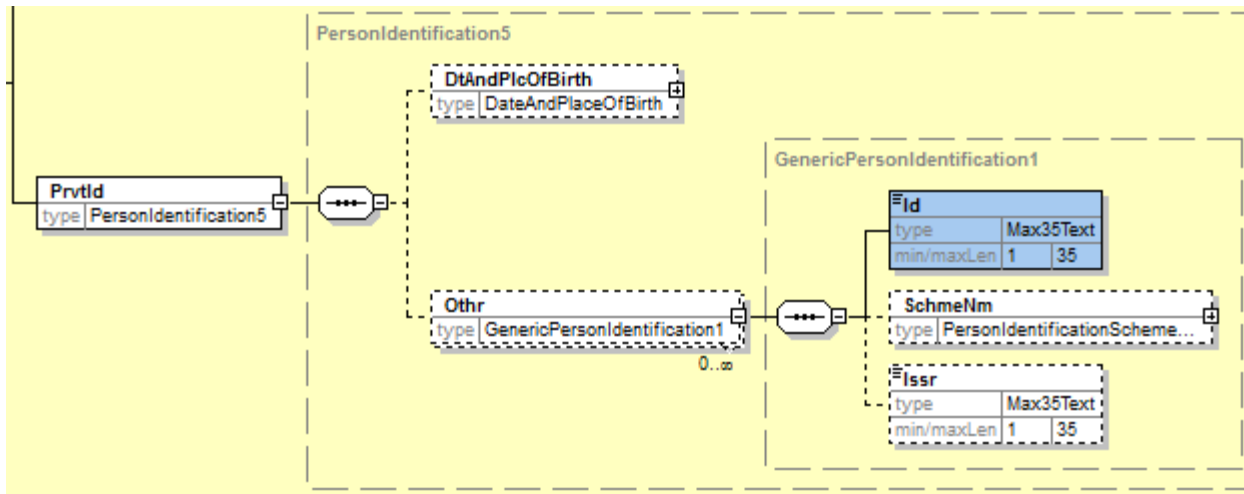 PersonIdentification5
DtAndPlcOfBirth
type DateAndPlaceOfBirth
GenericPersonIdentification1
PrvtId
type PersonIdentification5
Id
type Max35Text
min/maxLen 1 35
Othr
type GenericPersonIdentification1
0..∞
SchmeNm
type PersonIdentificationScheme...
Issr
type Max35Text
min/maxLen 1 35